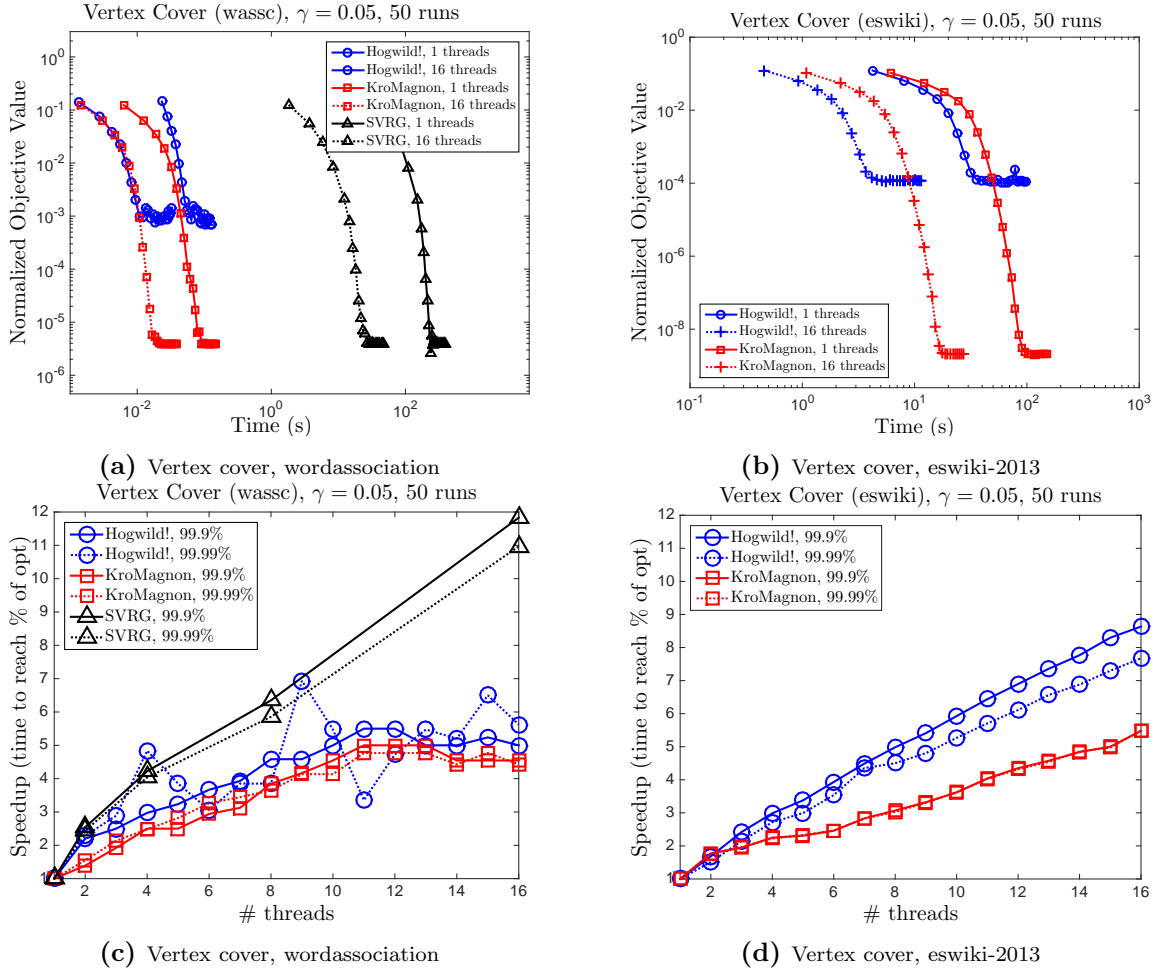 Vertex Cover (wassc), γ = 0.05, 50 runs
Normalized Objective Value
10^0
10^-1
10^-2
10^-3
10^-4
10^-5
10^-6
Hogwild!, 1 threads
Hogwild!, 16 threads
KroMagnon, 1 threads
KroMagnon, 16 threads
SVRG, 1 threads
SVRG, 16 threads
10^-2 10^0 10^2
Time (s)
(a) Vertex cover, wordassociation
Vertex Cover (eswiki), γ = 0.05, 50 runs
Normalized Objective Value
10^0
10^-2
10^-4
10^-6
10^-8
Hogwild!, 1 threads
Hogwild!, 16 threads
KroMagnon, 1 threads
KroMagnon, 16 threads
10^-1 10^0 10^1 10^2 10^3
Time (s)
(b) Vertex cover, eswiki-2013
Vertex Cover (wassc), γ = 0.05, 50 runs
Speedup (time to reach % of opt)
12
11
10
9
8
7
6
5
4
3
2
1
Hogwild!, 99.9%
Hogwild!, 99.99%
KroMagnon, 99.9%
KroMagnon, 99.99%
SVRG, 99.9%
SVRG, 99.99%
2 4 6 8 10 12 14 16
# threads
(c) Vertex cover, wordassociation
Vertex Cover (eswiki), γ = 0.05, 50 runs
Speedup (time to reach % of opt)
12
11
10
9
8
7
6
5
4
3
2
1
Hogwild!, 99.9%
Hogwild!, 99.99%
KroMagnon, 99.9%
KroMagnon, 99.99%
2 4 6 8 10 12 14 16
# threads
(d) Vertex cover, eswiki-2013